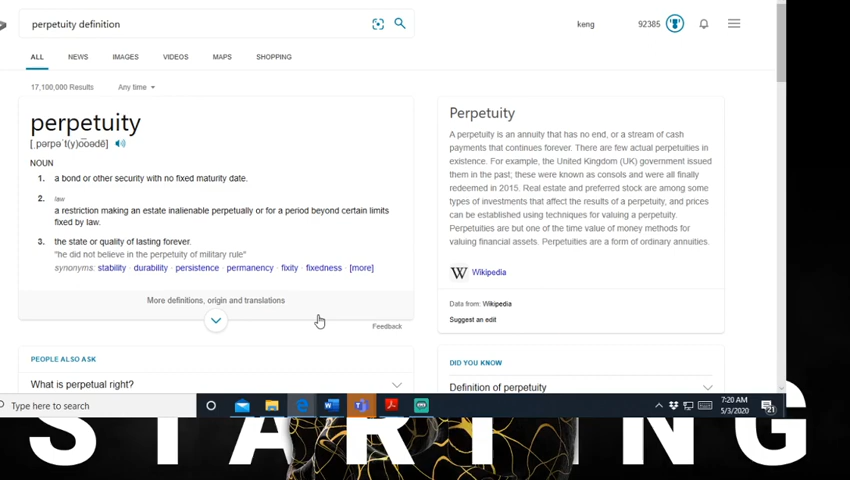 perpetuity definition
keng
92385
ALL
NEWS
IMAGES
VIDEOS
MAPS
SHOPPING
17,100,000 Results
Any time
perpetuity
[ˌpərpəˈt(y)o͞oədē]
NOUN
1. a bond or other security with no fixed maturity date.
2. law
a restriction making an estate inalienable perpetually or for a period beyond certain limits
fixed by law.
3. the state or quality of lasting forever.
"he did not believe in the perpetuity of military rule"
synonyms: stability · durability · persistence · permanency · fixity · fixedness · [more]
More definitions, origin and translations
Feedback
PEOPLE ALSO ASK
What is perpetual right?
Perpetuity
A perpetuity is an annuity that has no end, or a stream of cash
payments that continues forever. There are few actual perpetuities in
existence. For example, the United Kingdom (UK) government issued
them in the past; these were known as consols and were all finally
redeemed in 2015. Real estate and preferred stock are among some
types of investments that affect the results of a perpetuity, and prices
can be established using techniques for valuing a perpetuity.
Perpetuities are but one of the time value of money methods for
valuing financial assets. Perpetuities are a form of ordinary annuities.
W Wikipedia
Data from: Wikipedia
Suggest an edit
DID YOU KNOW
Definition of perpetuity
Type here to search
7:20 AM
5/3/2020
21
STARTING